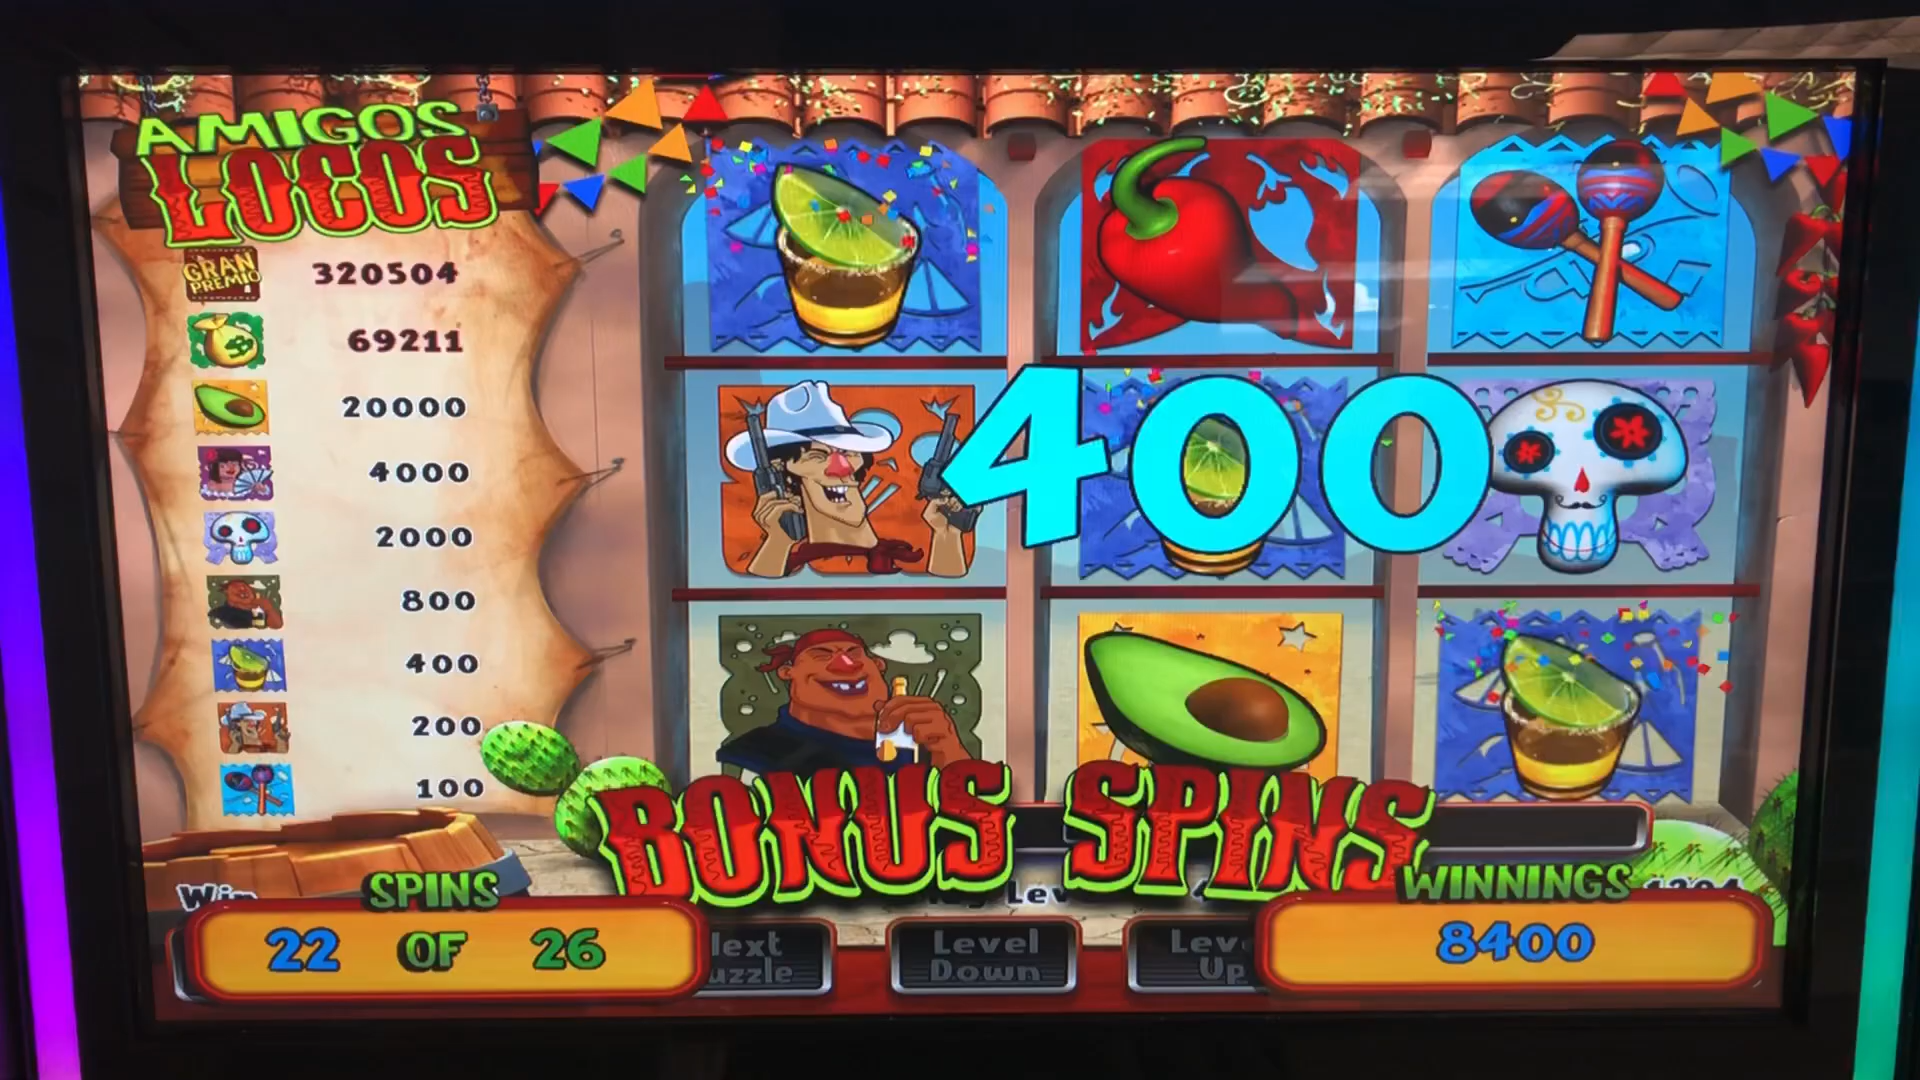 AMIGOS
LOCOS
GRAN
PREMIO
320504
69211
20000
4000
2000
800
400
200
100
400
BONUS SPINS
Win
SPINS
22 OF 26
Level
Down
WINNINGS
8400